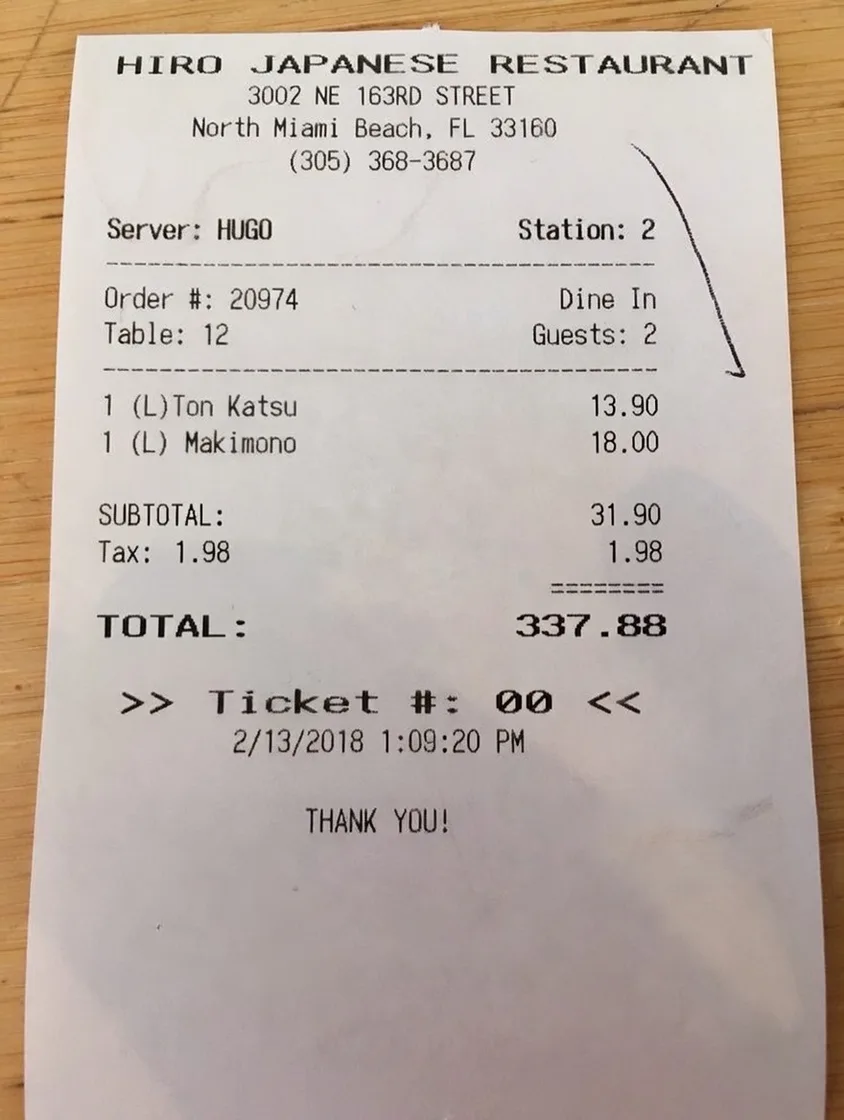 HIRO JAPANESE RESTAURANT
3002 NE 163RD STREET
North Miami Beach, FL 33160
(305) 368-3687
Server: HUGO Station: 2
Order #: 20974 Dine In
Table: 12 Guests: 2
1 (L)Ton Katsu 13.90
1 (L) Makimono 18.00
SUBTOTAL: 31.90
Tax: 1.98 1.98
========
TOTAL: 337.88
>> Ticket #: 00 <<
2/13/2018 1:09:20 PM
THANK YOU!